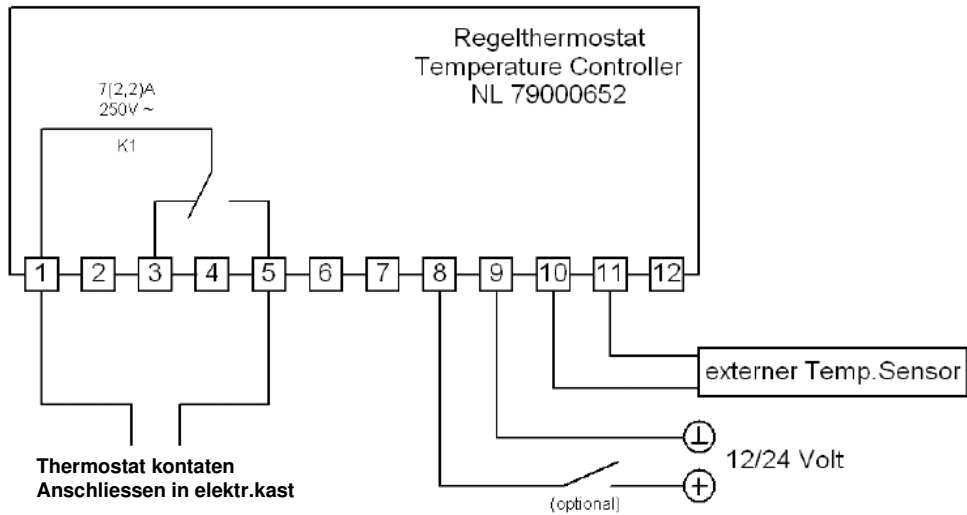 Regelthermostat
Temperature Controller
NL 79000652
7(2,2)A
250V ~
K1
1 2 3 4 5 6 7 8 9 10 11 12
externer Temp.Sensor
12/24 Volt
(optional)
Thermostat kontaten
Anschliessen in elektr.kast